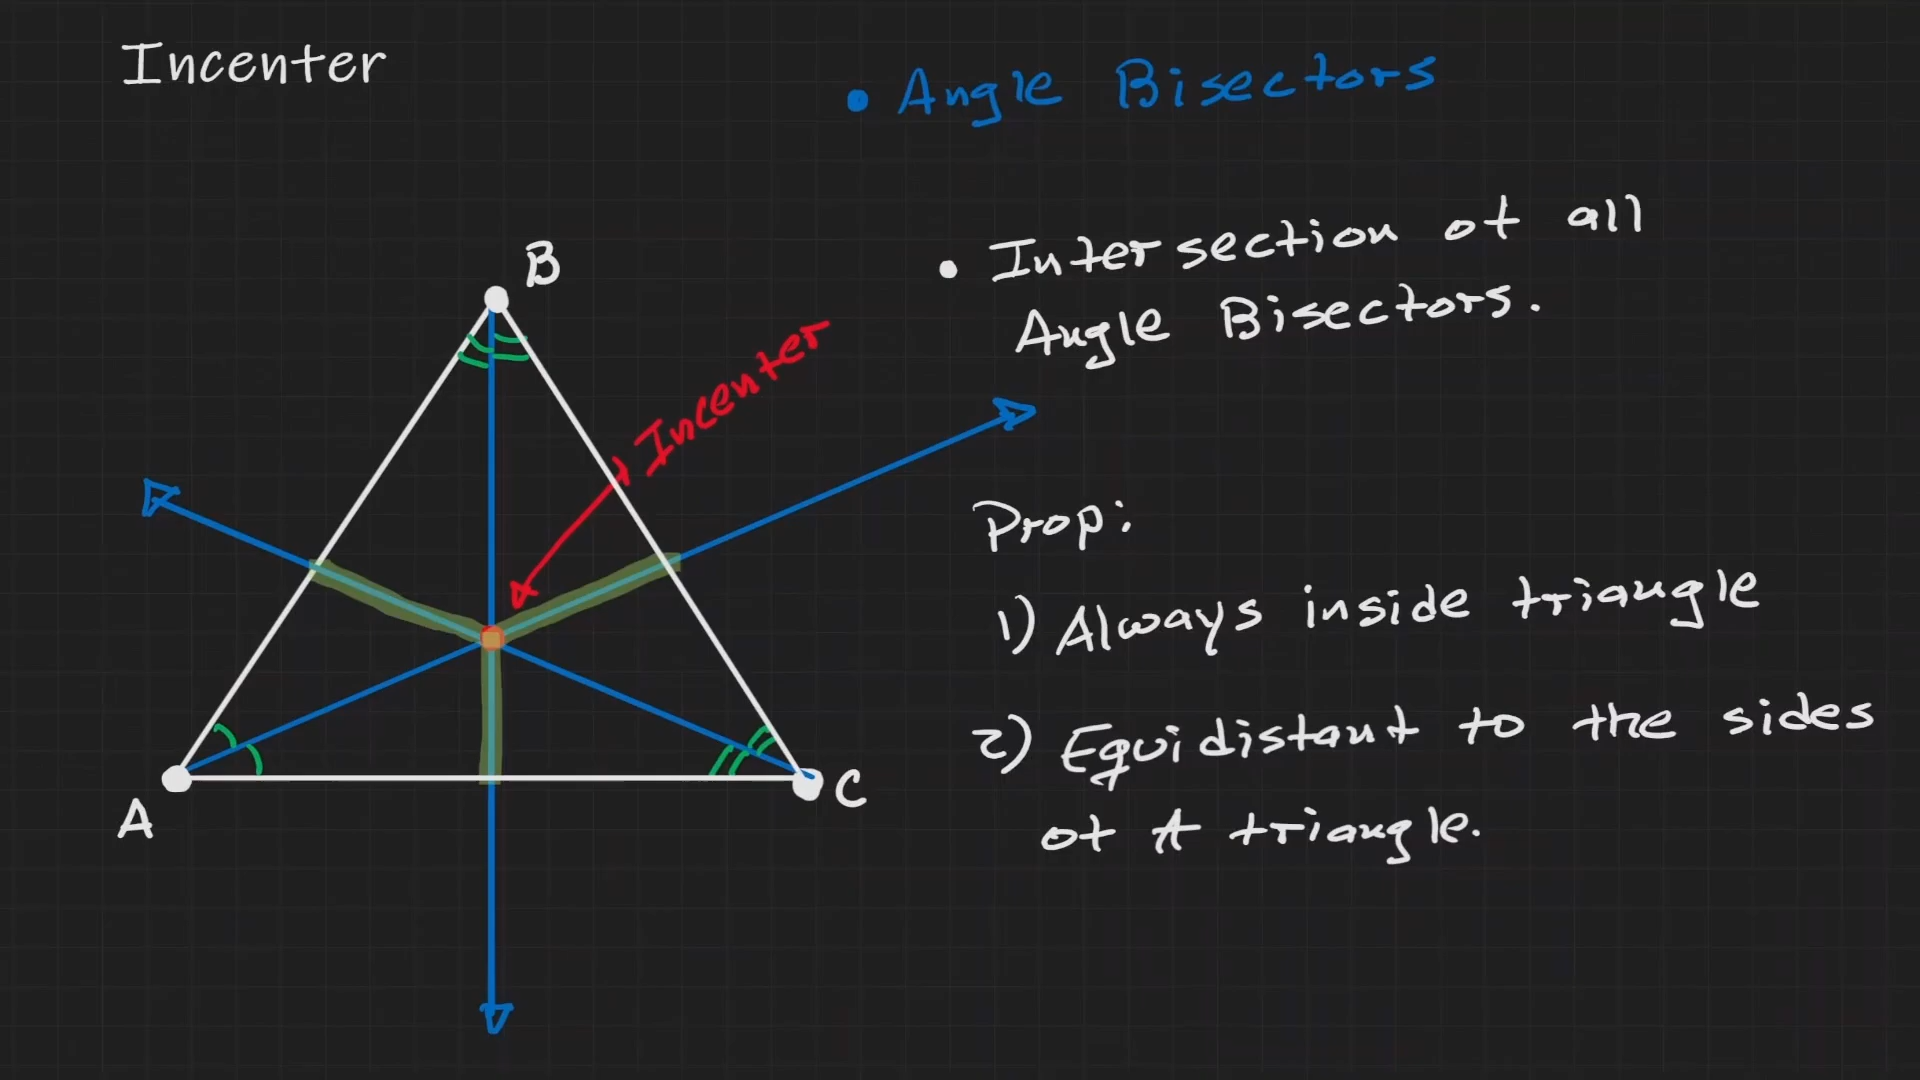 Incenter
• Angle Bisectors
• Intersection of all
Angle Bisectors.
B
Incenter
Prop:
1) Always inside triangle
2) Equidistant to the sides
of A triangle.
A
C